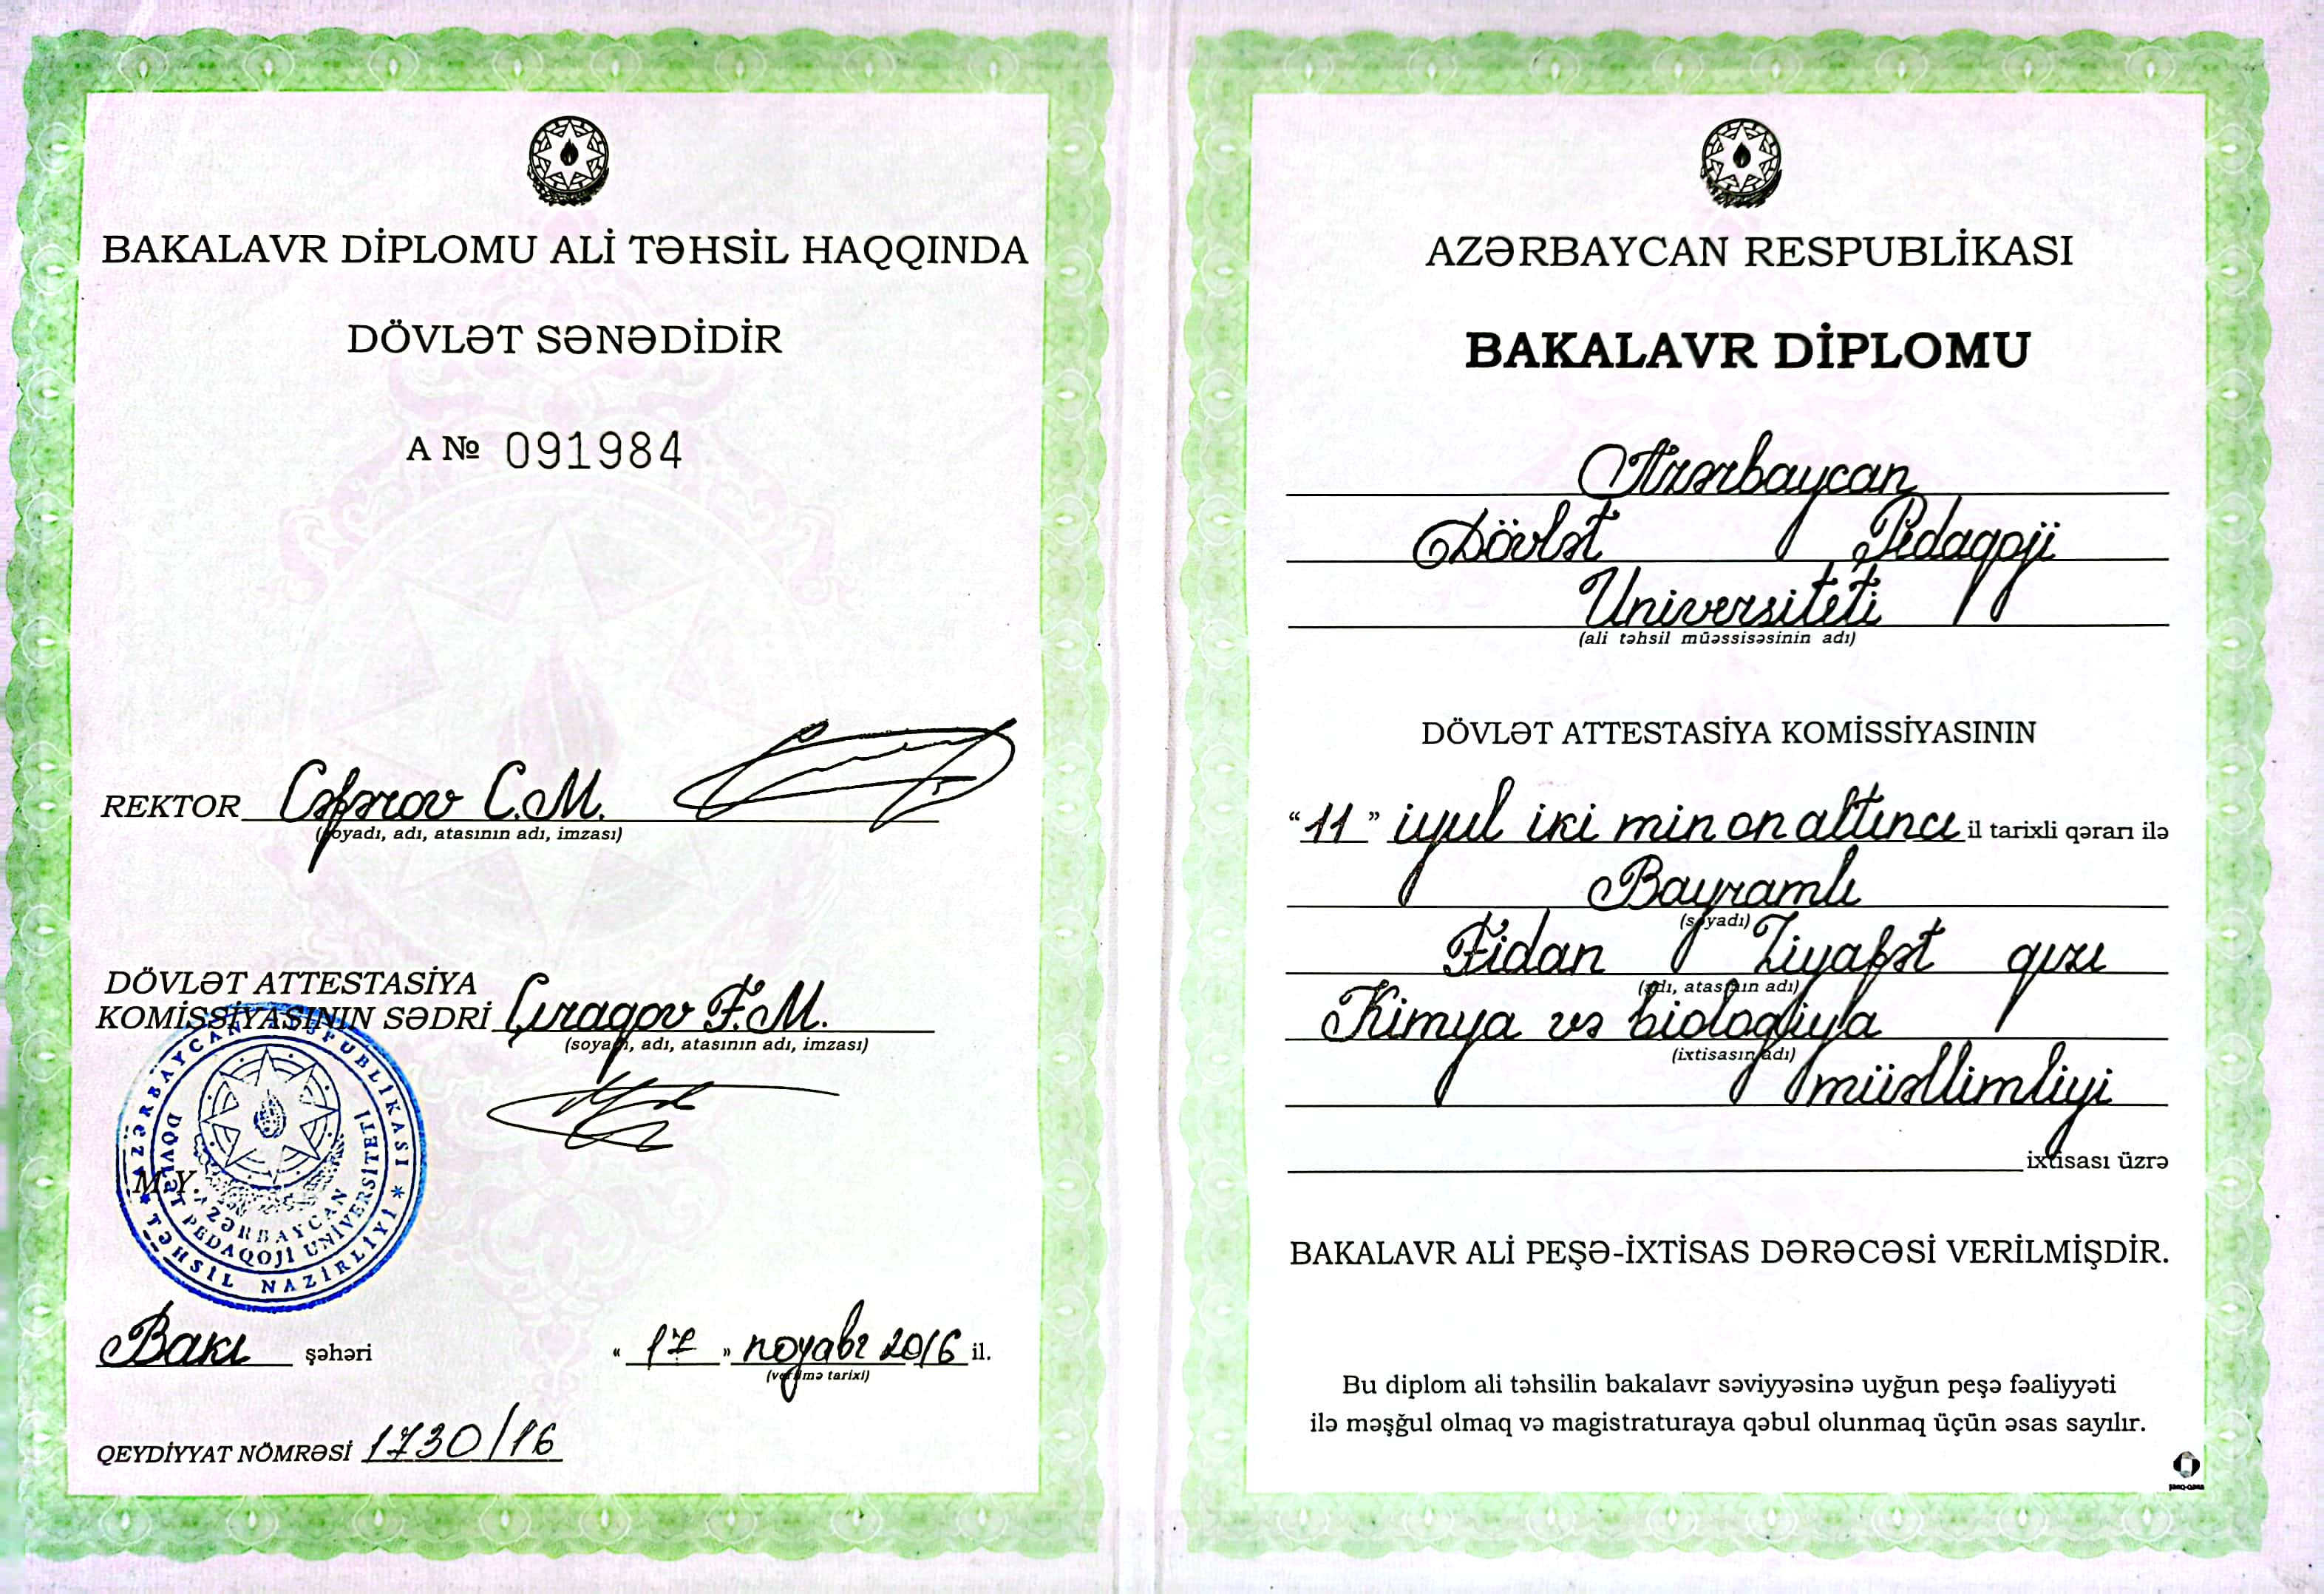 BAKALAVR DİPLOMU ALİ TƏHSİL HAQQINDA
DÖVLƏT SƏNƏDİDİR
A № 091984
REKTOR Cəfərov C.M.
(soyadı, adı, atasının adı, imzası)
DÖVLƏT ATTESTASİYA
KOMİSSİYASININ SƏDRİ Çıraqov F.M.
(soyadı, adı, atasının adı, imzası)
AZƏRBAYCAN RESPUBLİKASI * TƏHSİL NAZİRLİYİ *
AZƏRBAYCAN DÖVLƏT PEDAQOJİ UNİVERSİTETİ
M.Y.
Bakı şəhəri « 17 » noyabr 2016 il.
(verilmə tarixi)
QEYDİYYAT NÖMRƏSİ 1730/16
AZƏRBAYCAN RESPUBLİKASI
BAKALAVR DİPLOMU
Azərbaycan
Dövlət Pedaqoji
Universiteti
(ali təhsil müəssisəsinin adı)
DÖVLƏT ATTESTASİYA KOMİSSİYASININ
“11” iyul iki min on altıncı il tarixli qərarı ilə
Bayramlı
(soyadı)
Fidan Ziyafət qızı
(adı, atasının adı)
Kimya və biologiya
(ixtisasın adı)
müəllimliyi
ixtisası üzrə
BAKALAVR ALİ PEŞƏ-İXTİSAS DƏRƏCƏSİ VERİLMİŞDİR.
Bu diplom ali təhsilin bakalavr səviyyəsinə uyğun peşə fəaliyyəti
ilə məşğul olmaq və magistraturaya qəbul olunmaq üçün əsas sayılır.